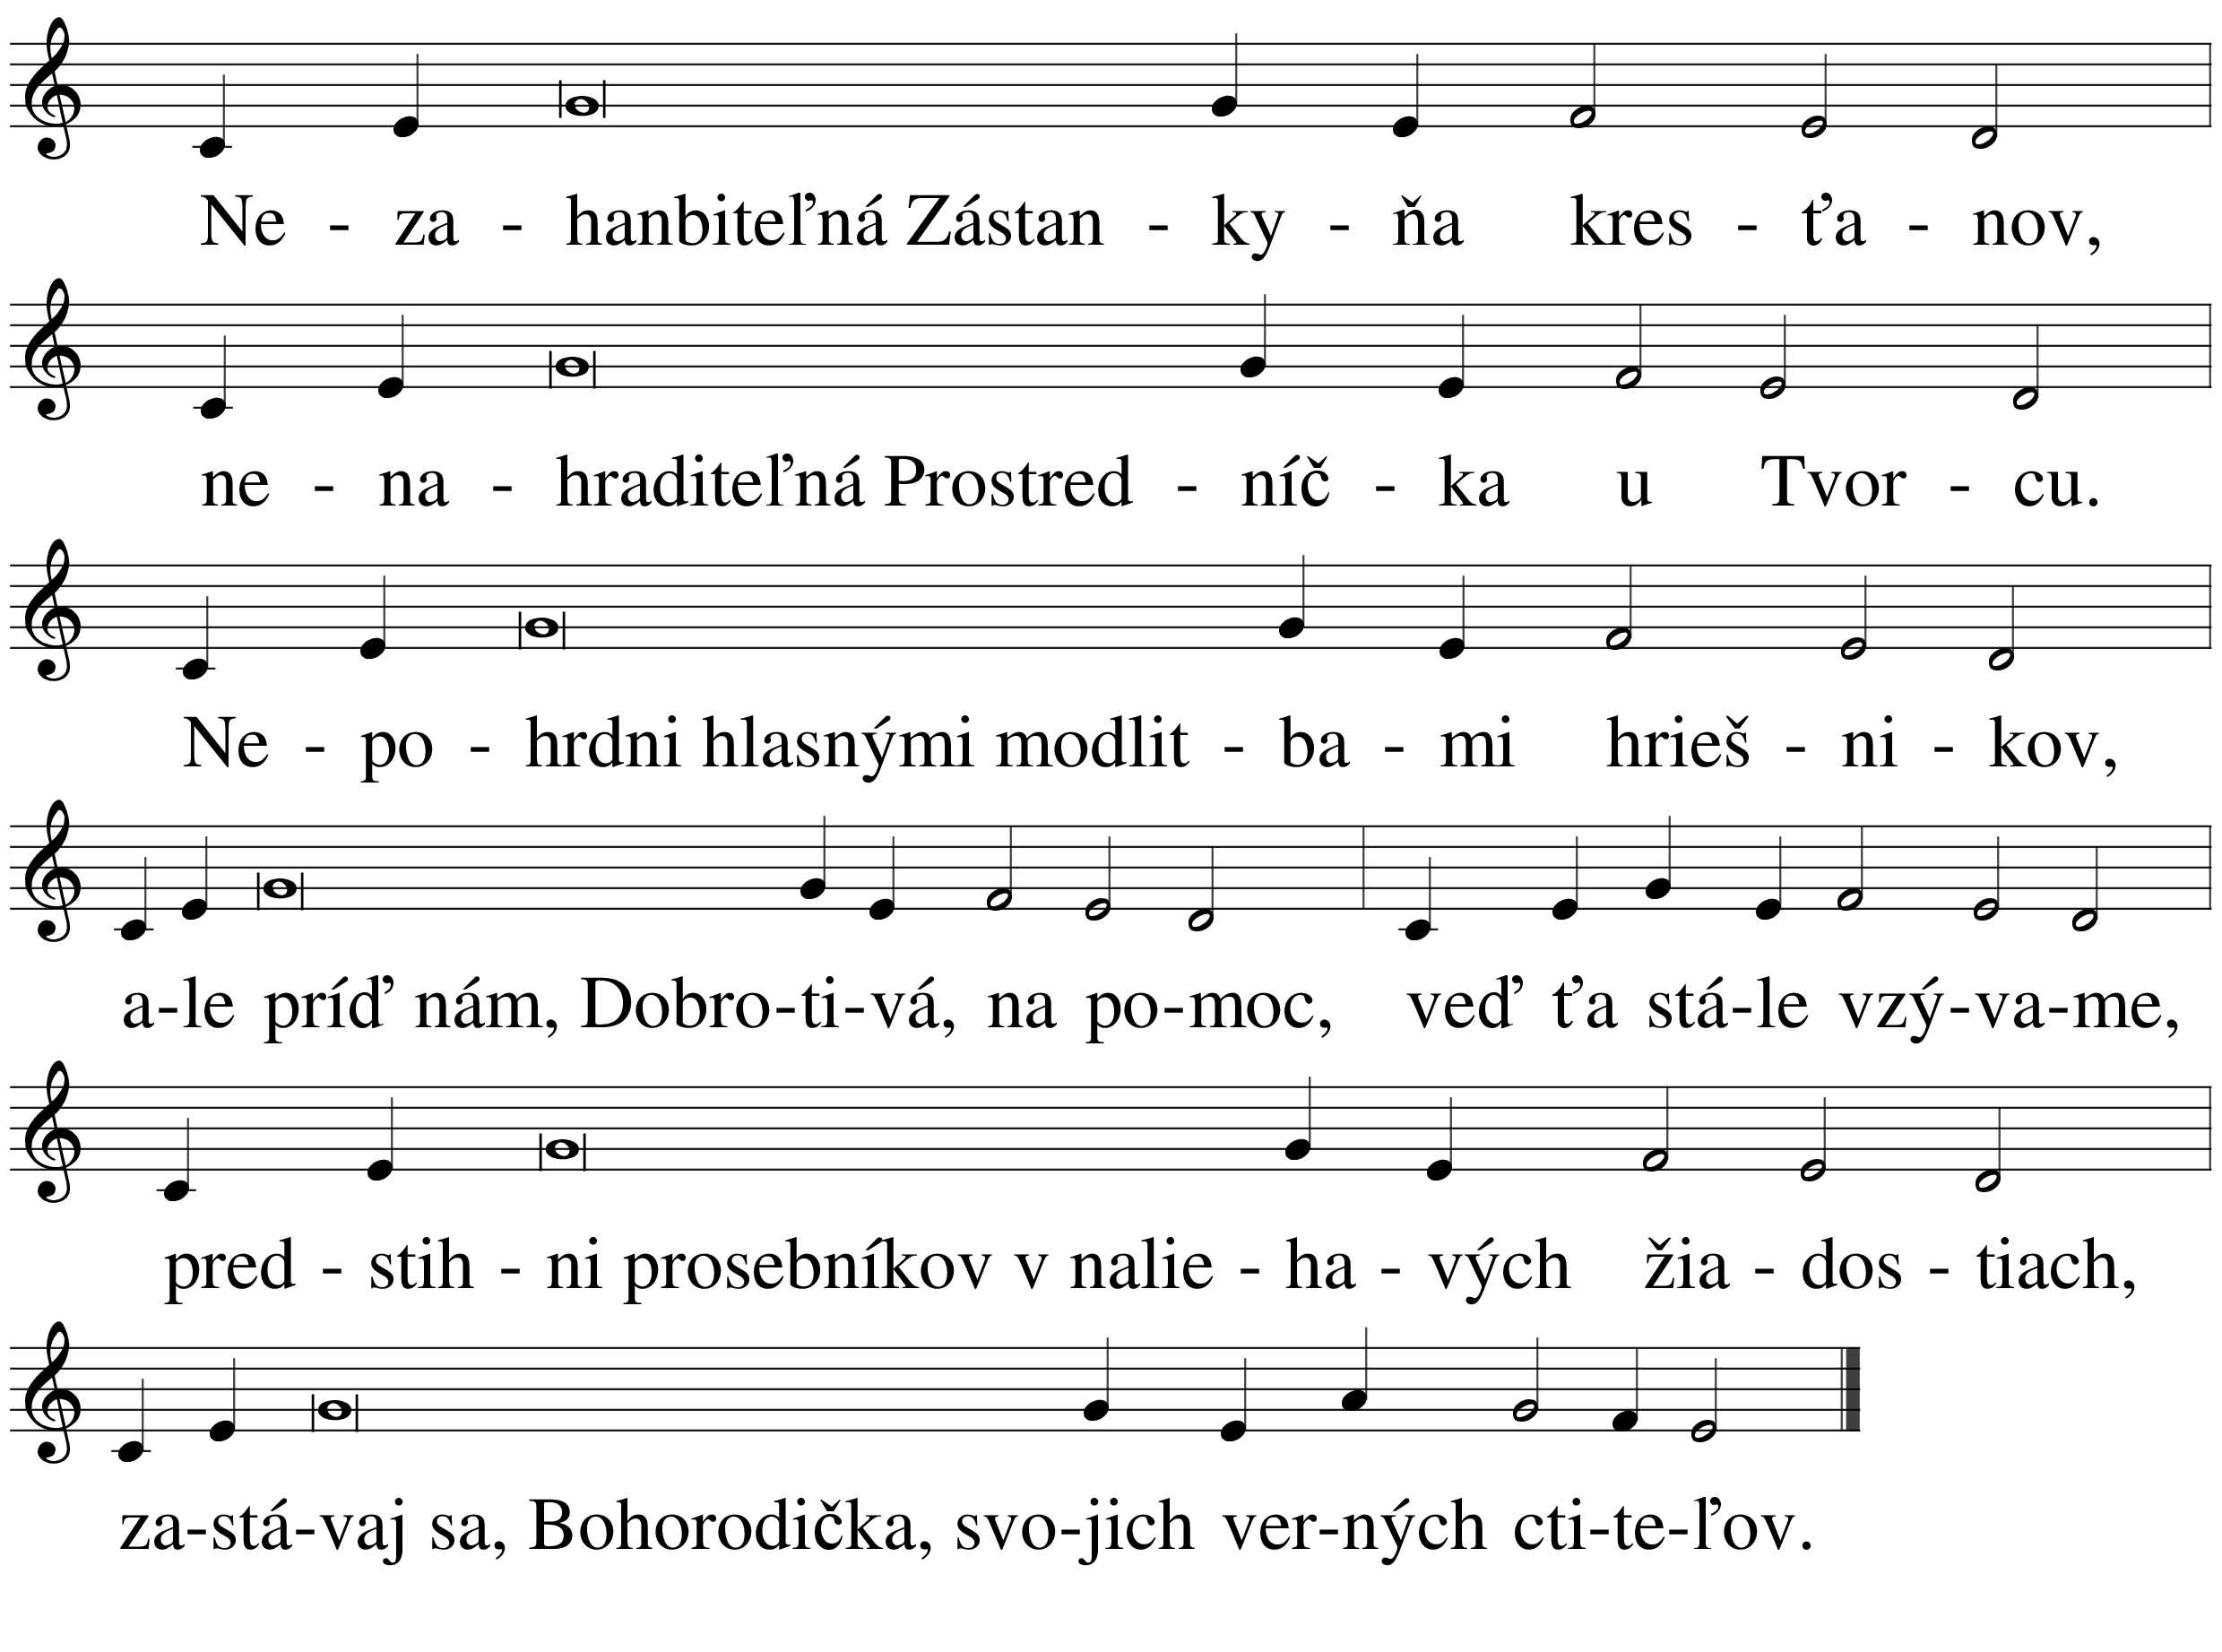 Ne - za - hanbiteľná Zástan - ky - ňa kres - ťa - nov,
ne - na - hraditeľná Prostred - níč - ka u Tvor - cu.
Ne - po - hrdni hlasnými modlit - ba - mi hrieš - ni - kov,
a-le príď nám, Dobro-ti-vá, na po-moc, veď ťa stá-le vzý-va-me,
pred - stih - ni prosebníkov v nalie - ha - vých žia - dos - tiach,
za-stá-vaj sa, Bohorodička, svo-jich ver-ných cti-te-ľov.